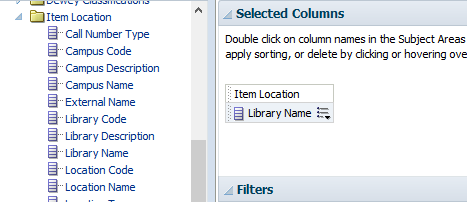 Dewey Classifications
Item Location
Call Number Type
Campus Code
Campus Description
Campus Name
External Name
Library Code
Library Description
Library Name
Location Code
Location Name
Selected Columns
Double click on column names in the Subject Areas
apply sorting, or delete by clicking or hovering ove
Item Location
Library Name
Filters